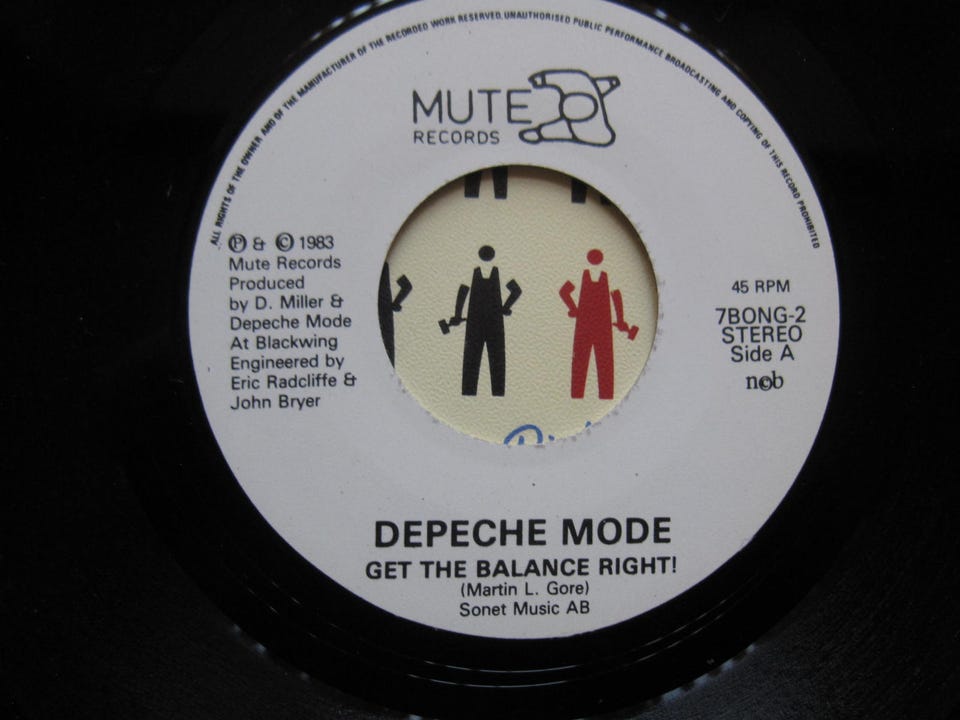 ALL RIGHTS OF THE OWNER AND OF THE MANUFACTURER OF THE RECORDED WORK RESERVED. UNAUTHORISED PUBLIC PERFORMANCE BROADCASTING AND COPYING OF THIS RECORD PROHIBITED
MUTE
RECORDS
Ⓟ & © 1983
Mute Records
Produced
by D. Miller &
Depeche Mode
At Blackwing
Engineered by
Eric Radcliffe &
John Bryer
45 RPM
7BONG-2
STEREO
Side A
n©b
DEPECHE MODE
GET THE BALANCE RIGHT!
(Martin L. Gore)
Sonet Music AB